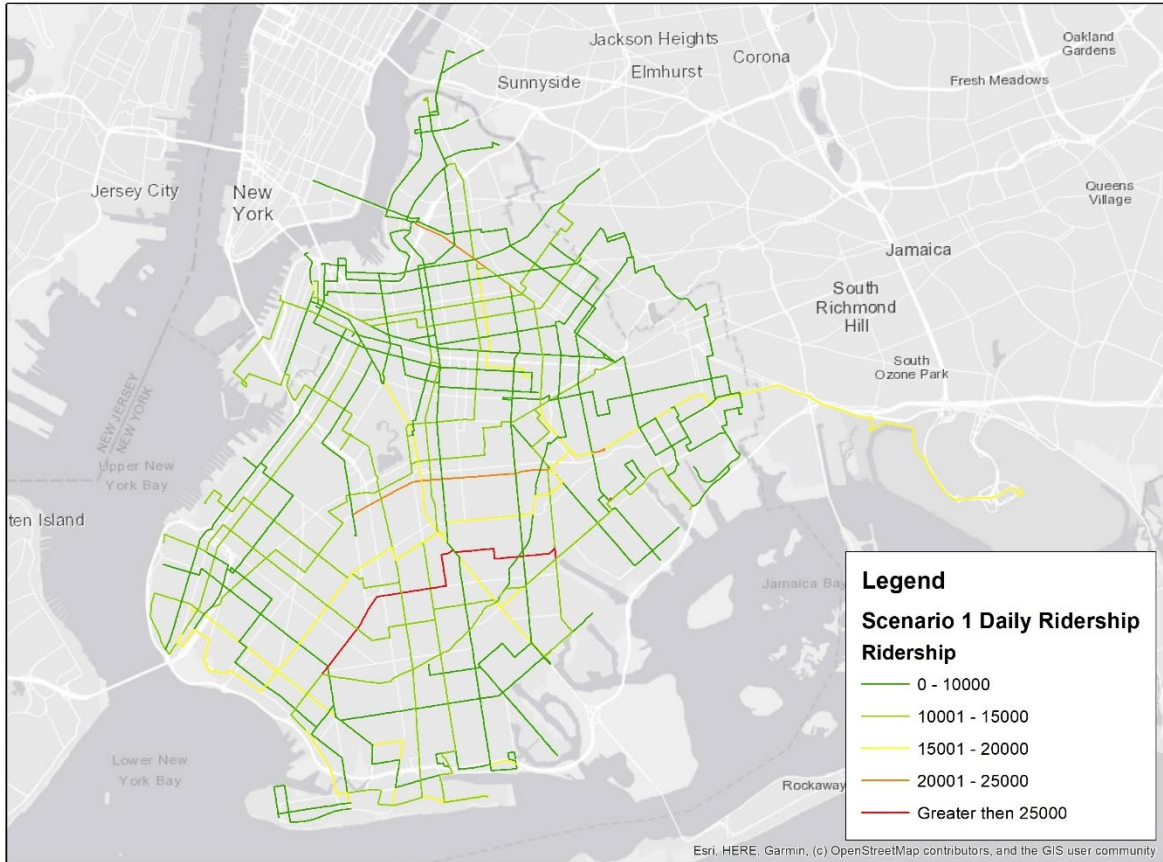 Jackson Heights
Corona
Oakland
Gardens
Sunnyside
Elmhurst
Fresh Meadows
Jersey City
New
York
Queens
Village
Jamaica
South
Richmond
Hill
South
Ozone Park
NEW JERSEY
NEW YORK
Upper New
York Bay
ten Island
Jamaica Bay
Lower New
York Bay
Rockaway
Legend
Scenario 1 Daily Ridership
Ridership
0 - 10000
10001 - 15000
15001 - 20000
20001 - 25000
Greater then 25000
Esri, HERE, Garmin, (c) OpenStreetMap contributors, and the GIS user community